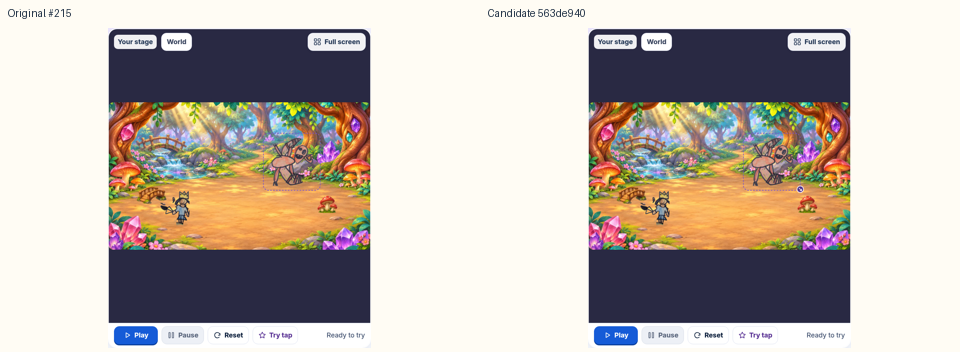 Original #215
Candidate 563de940
Your stage World Full screen
Your stage World Full screen
Play Pause Reset Try tap Ready to try
Play Pause Reset Try tap Ready to try